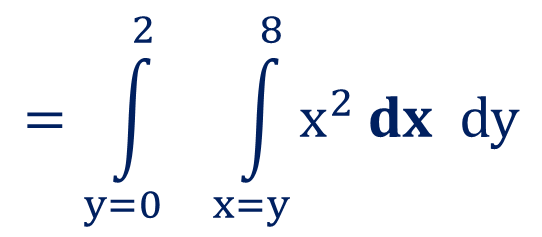 2 8
= ∫ ∫ x² dx dy
y=0 x=y